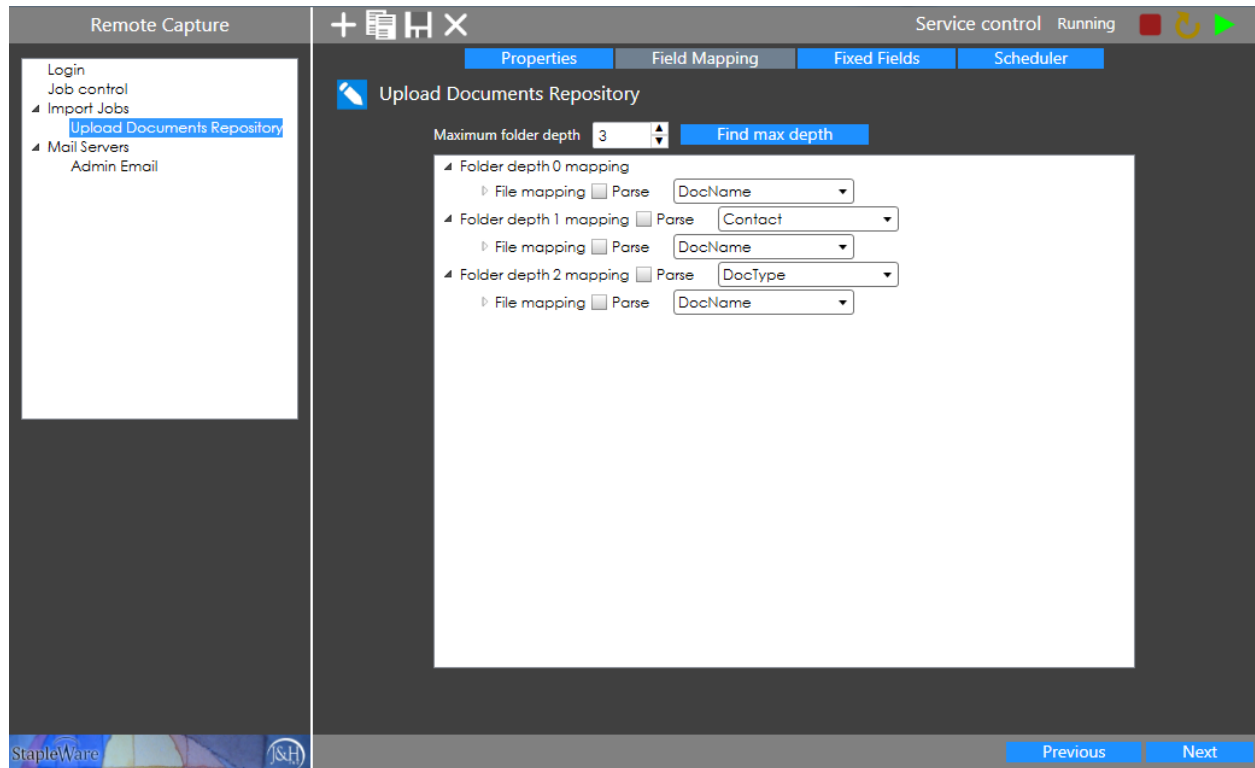 Remote Capture
Service control Running
Properties Field Mapping Fixed Fields Scheduler
Login
Job control
Import Jobs
Upload Documents Repository
Mail Servers
Admin Email
Upload Documents Repository
Maximum folder depth 3 Find max depth
Folder depth 0 mapping
File mapping Parse DocName
Folder depth 1 mapping Parse Contact
File mapping Parse DocName
Folder depth 2 mapping Parse DocType
File mapping Parse DocName
StapleWare J&H
Previous Next